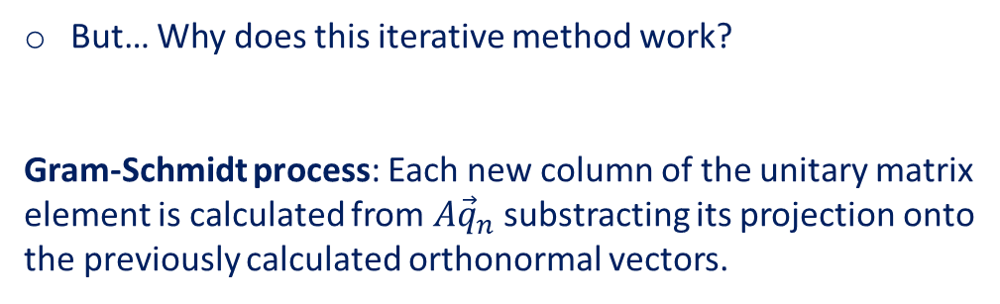 o But... Why does this iterative method work?
Gram-Schmidt process: Each new column of the unitary matrix
element is calculated from $A\vec{q}_n$ substracting its projection onto
the previously calculated orthonormal vectors.